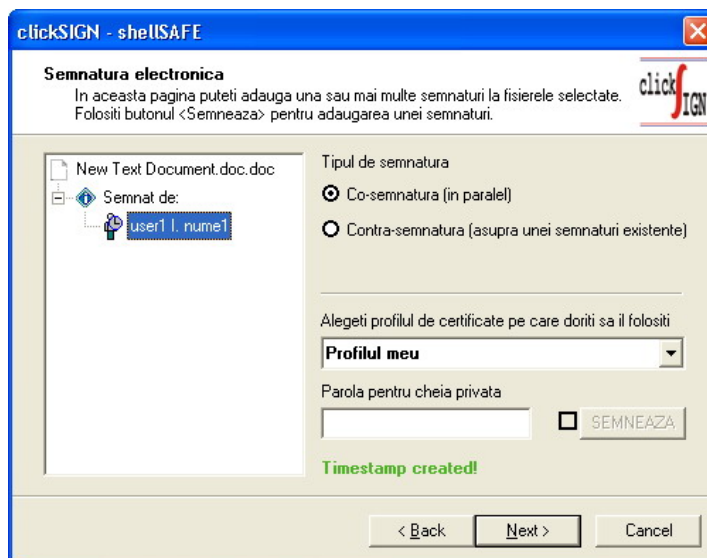 clickSIGN - shellSAFE
Semnatura electronica
In aceasta pagina puteti adauga una sau mai multe semnaturi la fisierele selectate.
Folositi butonul <Semneaza> pentru adaugarea unei semnaturi.
click
SIGN
New Text Document.doc.doc
Semnat de:
user1 I. nume1
Tipul de semnatura
Co-semnatura (in paralel)
Contra-semnatura (asupra unei semnaturi existente)
Alegeti profilul de certificate pe care doriti sa il folositi
Profilul meu
Parola pentru cheia privata
SEMNEAZA
Timestamp created!
< Back
Next >
Cancel